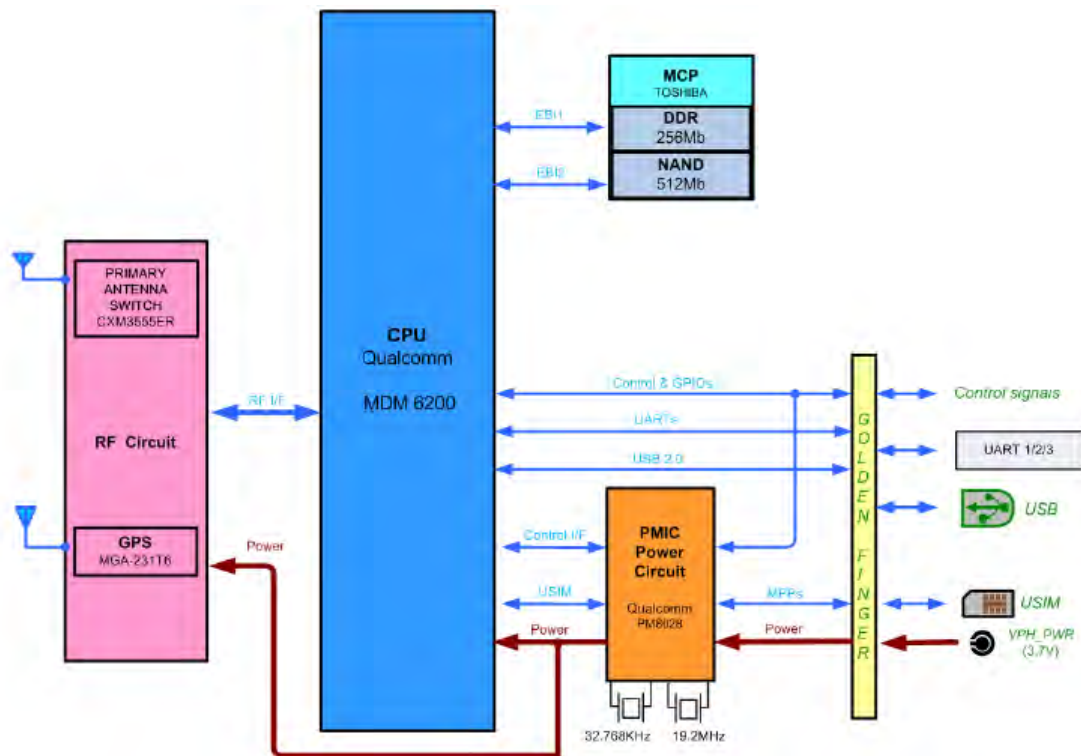 MCP
TOSHIBA
DDR
256Mb
NAND
512Mb
EBI1
EBI2
PRIMARY
ANTENNA
SWITCH
CXM3555ER
RF Circuit
GPS
MGA-231T6
RF I/F
CPU
Qualcomm
MDM 6200
Control & GPIOs
UARTs
USB 2.0
Control I/F
USIM
Power
Power
PMIC
Power
Circuit
Qualcomm
PM8028
32.768KHz
19.2MHz
MPPs
Power
GOLDEN FINGER
Control signals
UART 1/2/3
USB
USIM
VPH_PWR
(3.7V)